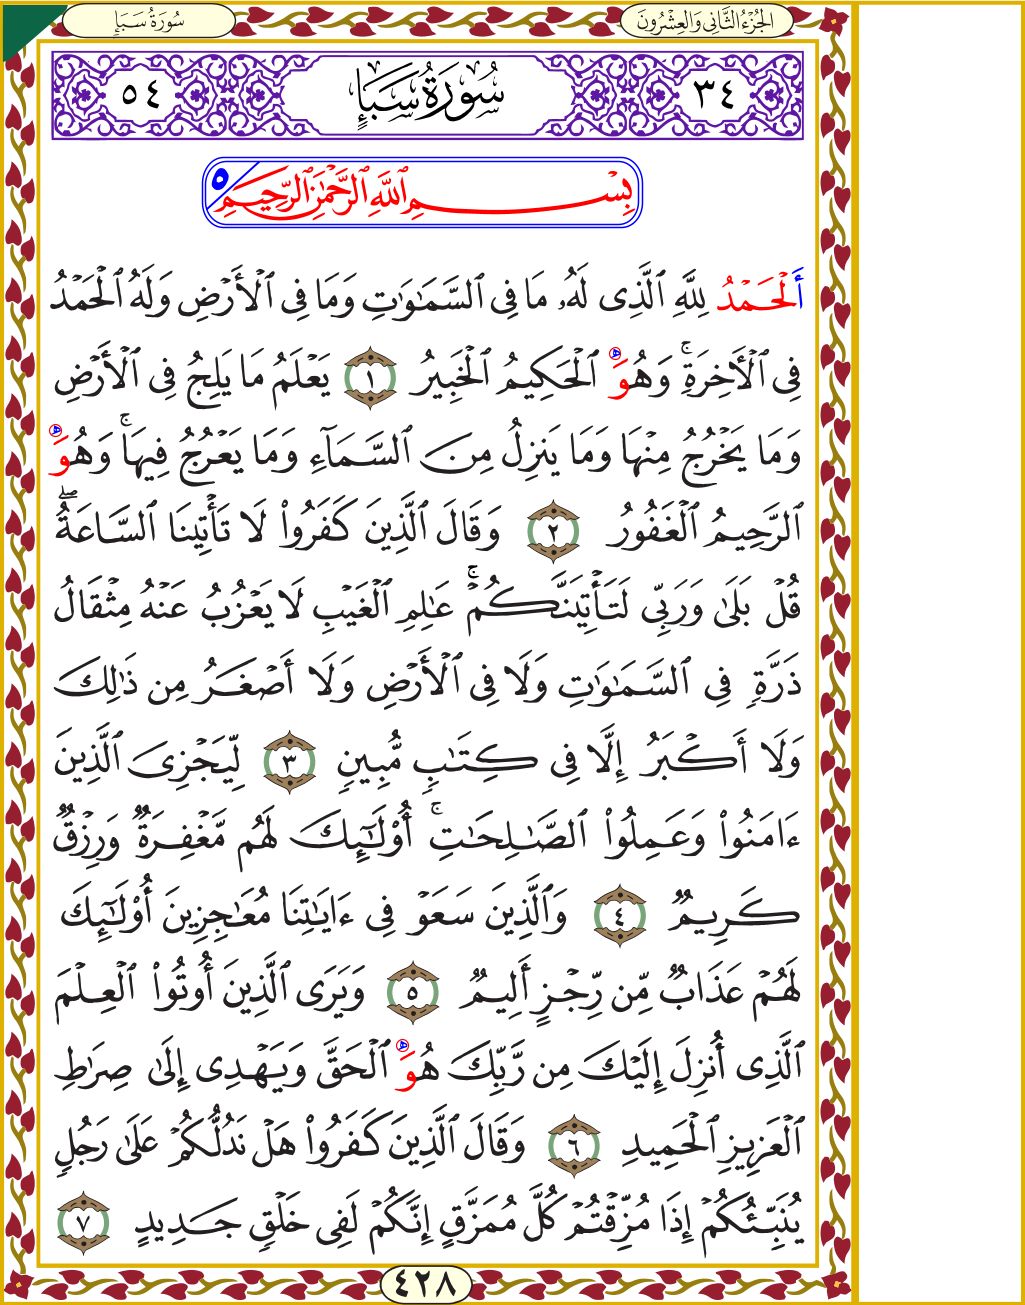 الجُزْءُ الثَّانِي وَالعِشْرُونَ سُورَةُ سَبَإٍ
٣٤ سُورَةُ سَبَإٍ ٥٤
بِسْمِ ٱللَّهِ ٱلرَّحْمَٰنِ ٱلرَّحِيمِ ٥
أَلْحَمْدُ لِلَّهِ ٱلَّذِى لَهُۥ مَا فِى ٱلسَّمَٰوَٰتِ وَمَا فِى ٱلْأَرْضِ وَلَهُ ٱلْحَمْدُ
فِى ٱلْأَخِرَةِۚ وَهُوَ ٱلْحَكِيمُ ٱلْخَبِيرُ ١ يَعْلَمُ مَا يَلِجُ فِى ٱلْأَرْضِ
وَمَا يَخْرُجُ مِنْهَا وَمَا يَنزِلُ مِنَ ٱلسَّمَآءِ وَمَا يَعْرُجُ فِيهَاۚ وَهُوَ
ٱلرَّحِيمُ ٱلْغَفُورُ ٢ وَقَالَ ٱلَّذِينَ كَفَرُوا۟ لَا تَأْتِينَا ٱلسَّاعَةُۖ
قُلْ بَلَىٰ وَرَبِّى لَتَأْتِيَنَّكُمْۚ عَٰلِمِ ٱلْغَيْبِ لَا يَعْزُبُ عَنْهُ مِثْقَالُ
ذَرَّةٍ فِى ٱلسَّمَٰوَٰتِ وَلَا فِى ٱلْأَرْضِ وَلَا أَصْغَرُ مِن ذَٰلِكَ
وَلَا أَكْبَرُ إِلَّا فِى كِتَٰبٍ مُّبِينٍ ٣ لِّيَجْزِىَ ٱلَّذِينَ
ءَامَنُوا۟ وَعَمِلُوا۟ ٱلصَّٰلِحَٰتِۚ أُو۟لَٰٓئِكَ لَهُم مَّغْفِرَةٌ وَرِزْقٌ
كَرِيمٌ ٤ وَٱلَّذِينَ سَعَوْ فِى ءَايَٰتِنَا مُعَٰجِزِينَ أُو۟لَٰٓئِكَ
لَهُمْ عَذَابٌ مِّن رِّجْزٍ أَلِيمٌ ٥ وَيَرَى ٱلَّذِينَ أُوتُوا۟ ٱلْعِلْمَ
ٱلَّذِى أُنزِلَ إِلَيْكَ مِن رَّبِّكَ هُوَ ٱلْحَقَّ وَيَهْدِى إِلَىٰ صِرَٰطِ
ٱلْعَزِيزِ ٱلْحَمِيدِ ٦ وَقَالَ ٱلَّذِينَ كَفَرُوا۟ هَلْ نَدُلُّكُمْ عَلَىٰ رَجُلٍ
يُنَبِّئُكُمْ إِذَا مُزِّقْتُمْ كُلَّ مُمَزَّقٍ إِنَّكُمْ لَفِى خَلْقٍ جَدِيدٍ ٧
٤٢٨